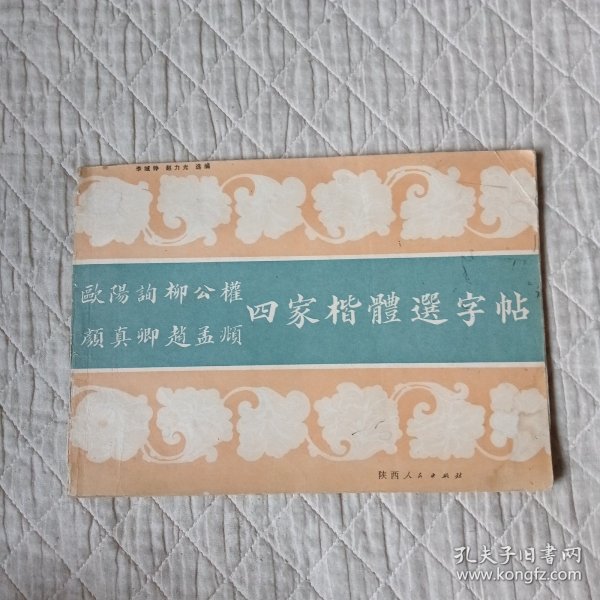 李域铮 赵力光 选编
歐陽詢 柳公權
顏真卿 趙孟頫
四家楷體選字帖
陕西人民出版社
孔夫子旧书网
www.kongfz.com